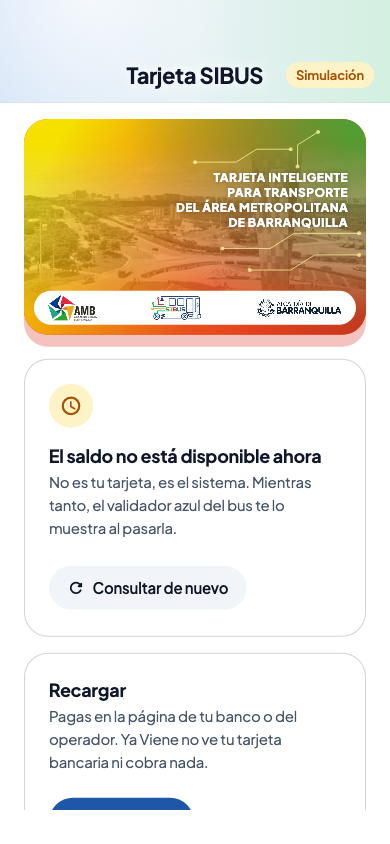 Tarjeta SIBUS
Simulación
TARJETA INTELIGENTE
PARA TRANSPORTE
DEL ÁREA METROPOLITANA
DE BARRANQUILLA
AMB
SIBUS
ALCALDÍA DE
BARRANQUILLA
El saldo no está disponible ahora
No es tu tarjeta, es el sistema. Mientras
tanto, el validador azul del bus te lo
muestra al pasarla.
Consultar de nuevo
Recargar
Pagas en la página de tu banco o del
operador. Ya Viene no ve tu tarjeta
bancaria ni cobra nada.